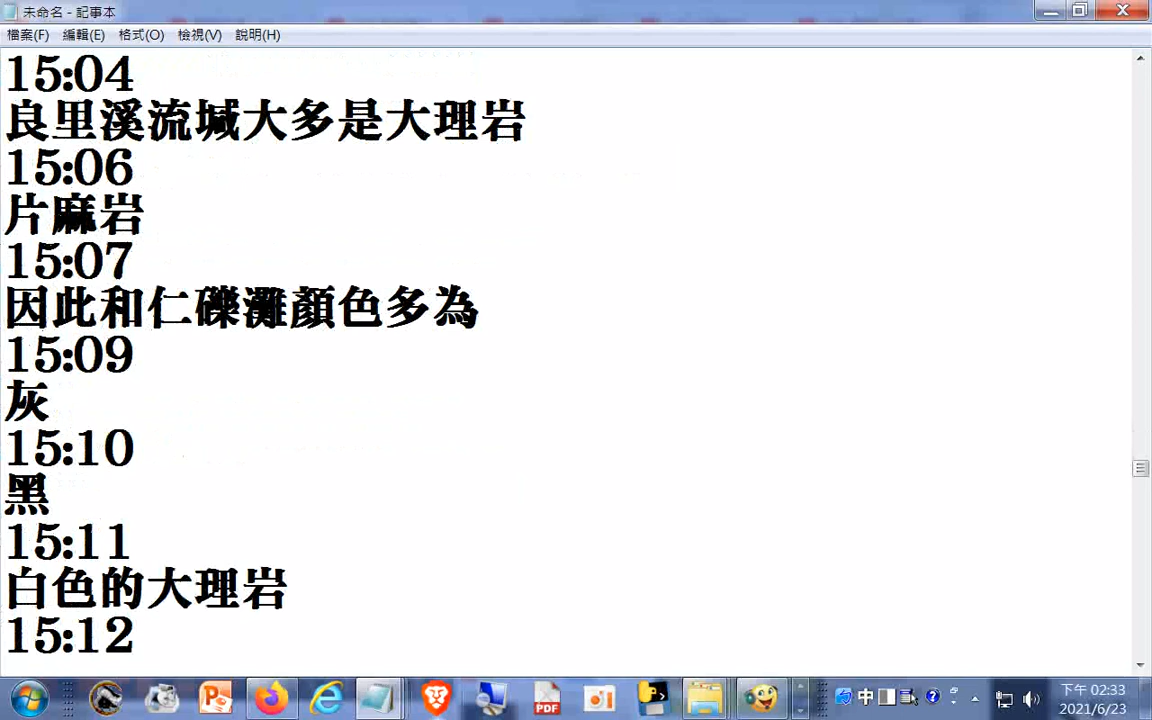 未命名 - 記事本
檔案(F) 編輯(E) 格式(O) 檢視(V) 說明(H)
15:04
良里溪流堿大多是大理岩
15:06
片麻岩
15:07
因此和仁礫灘顏色多為
15:09
灰
15:10
黑
15:11
白色的大理岩
15:12
中
下午 02:33
2021/6/23
PDF